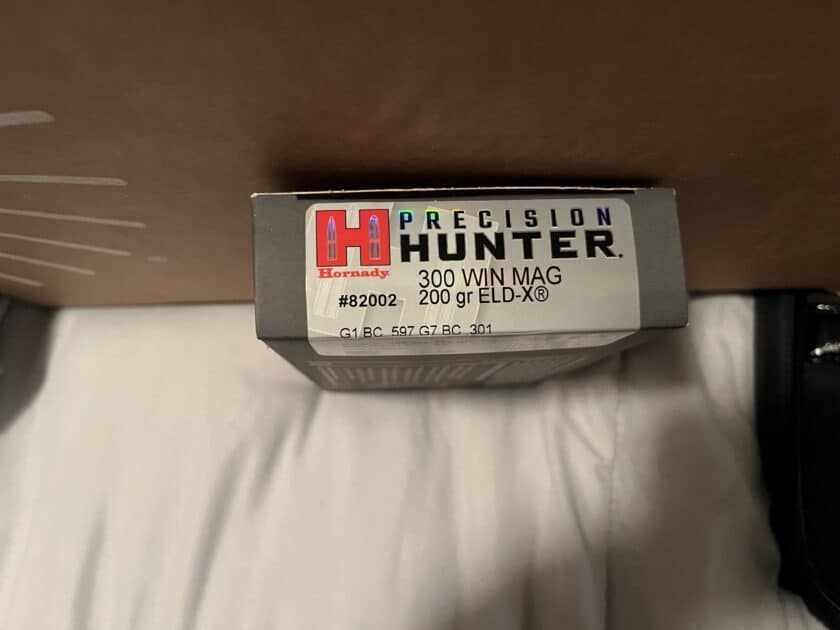 PRECISION
HUNTER.
Hornady.
300 WIN MAG
#82002 200 gr ELD-X®
G1 BC .597 G7 BC .301